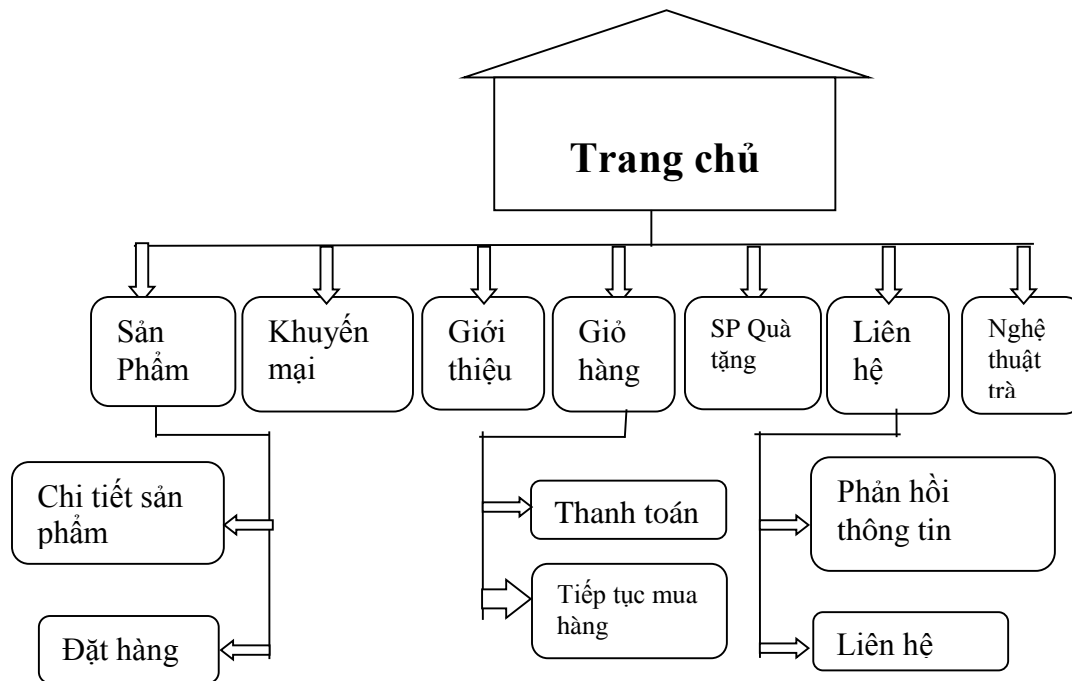 Trang chủ
Sản
Phẩm
Khuyến
mại
Giới
thiệu
Giỏ
hàng
SP Quà
tặng
Liên
hệ
Nghệ
thuật
trà
Chi tiết sản
phẩm
Đặt hàng
Thanh toán
Tiếp tục mua
hàng
Phản hồi
thông tin
Liên hệ